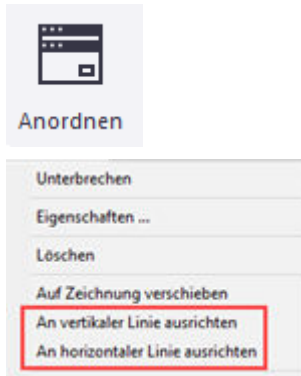 Anordnen
Unterbrechen
Eigenschaften ...
Löschen
Auf Zeichnung verschieben
An vertikaler Linie ausrichten
An horizontaler Linie ausrichten